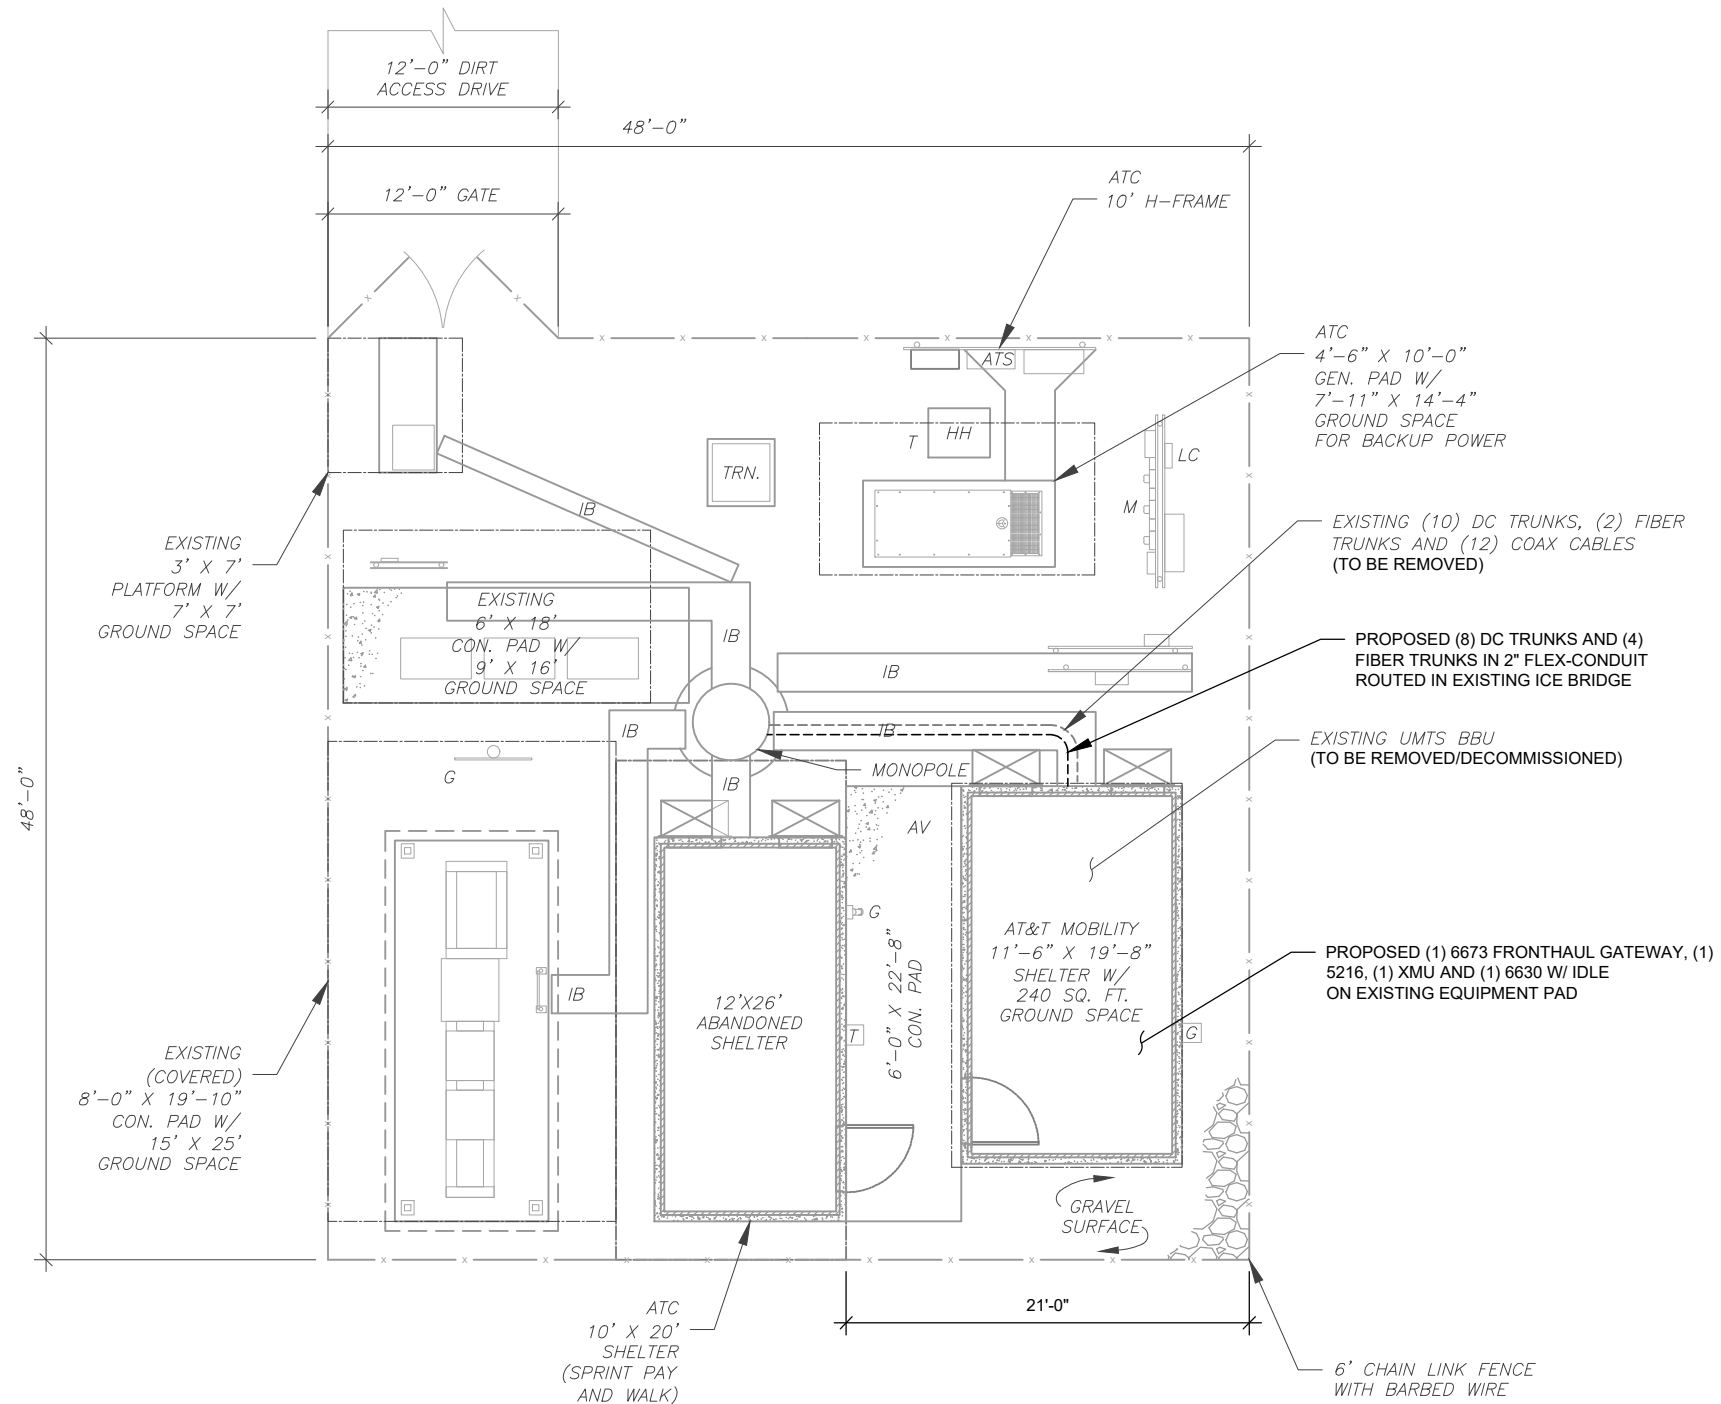 12'-0" DIRT
ACCESS DRIVE
48'-0"
12'-0" GATE
ATC
10' H-FRAME
ATS
ATC
4'-6" X 10'-0"
GEN. PAD W/
7'-11" X 14'-4"
GROUND SPACE
FOR BACKUP POWER
HH
T
TRN.
LC
M
IB
EXISTING (10) DC TRUNKS, (2) FIBER
TRUNKS AND (12) COAX CABLES
(TO BE REMOVED)
EXISTING
3' X 7'
PLATFORM W/
7' X 7'
GROUND SPACE
EXISTING
6' X 18'
CON. PAD W/
9' X 16'
GROUND SPACE
IB
IB
PROPOSED (8) DC TRUNKS AND (4)
FIBER TRUNKS IN 2" FLEX-CONDUIT
ROUTED IN EXISTING ICE BRIDGE
IB
IB
EXISTING UMTS BBU
(TO BE REMOVED/DECOMMISSIONED)
G
MONOPOLE
IB
48'-0"
AV
G
AT&T MOBILITY
11'-6" X 19'-8"
SHELTER W/
240 SQ. FT.
GROUND SPACE
PROPOSED (1) 6673 FRONTHAUL GATEWAY, (1)
5216, (1) XMU AND (1) 6630 W/ IDLE
ON EXISTING EQUIPMENT PAD
6'-0" X 22'-8"
CON. PAD
IB
12'X26'
ABANDONED
SHELTER
T
G
EXISTING
(COVERED)
8'-0" X 19'-10"
CON. PAD W/
15' X 25'
GROUND SPACE
GRAVEL
SURFACE
ATC
10' X 20'
SHELTER
(SPRINT PAY
AND WALK)
21'-0"
6' CHAIN LINK FENCE
WITH BARBED WIRE